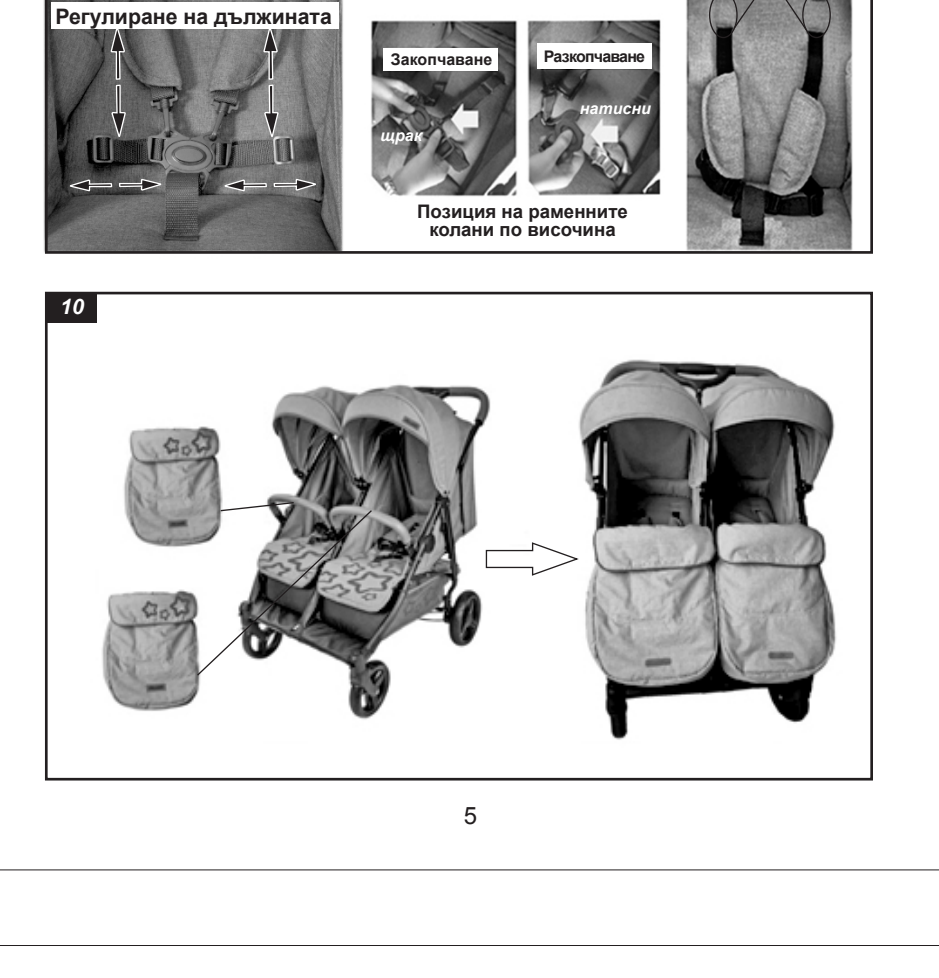 Регулиране на дължината
Закопчаване
щрак
Разкопчаване
натисни
Позиция на раменните
колани по височина
10
5